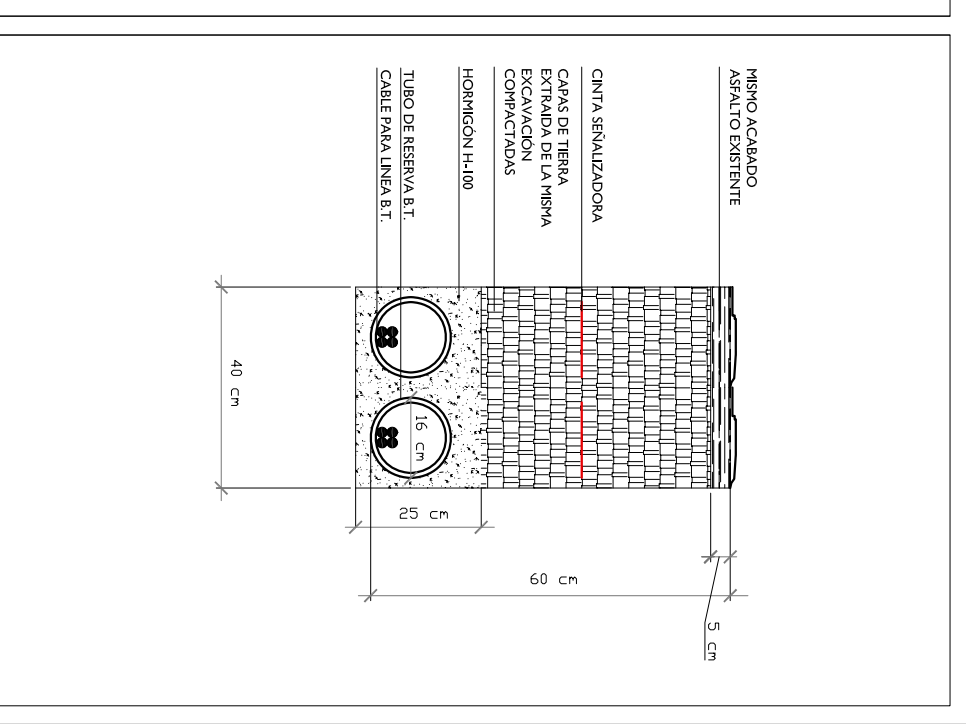 MISMO ACABADO
ASFALTO EXISTENTE
CINTA SEÑALIZADORA
CAPAS DE TIERRA
EXTRAIDA DE LA MISMA
EXCAVACIÓN
COMPACTADAS
HORMIGÓN H-100
TUBO DE RESERVA B.T.
CABLE PARA LINEA B.T.
16 cm
40 cm
25 cm
60 cm
5 cm